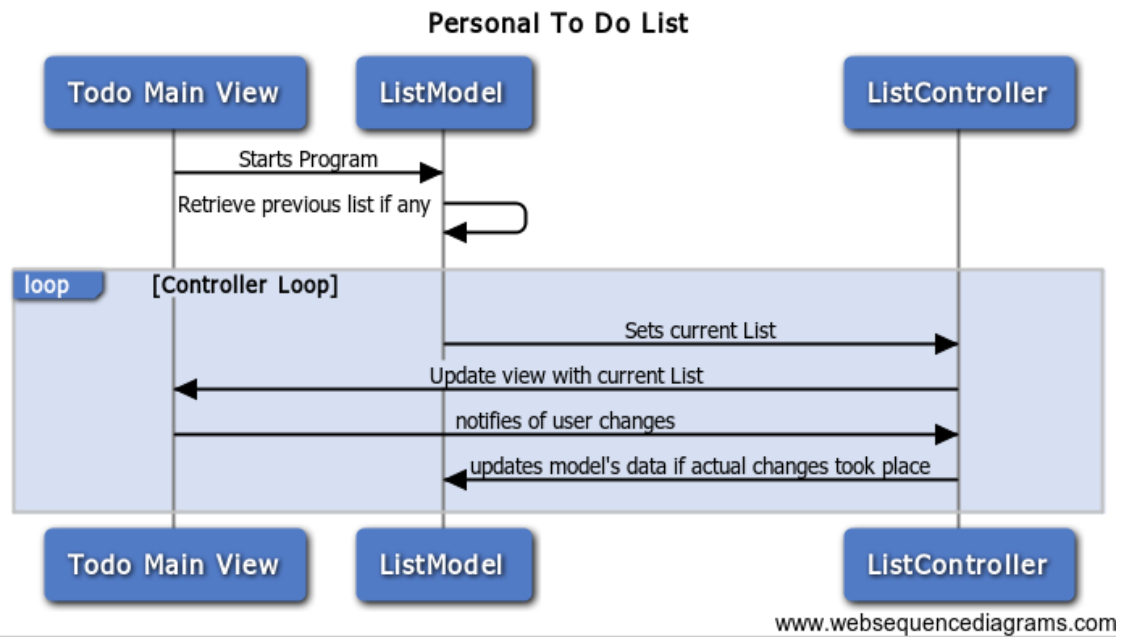 Personal To Do List
Todo Main View
ListModel
ListController
Starts Program
Retrieve previous list if any
loop
[Controller Loop]
Sets current List
Update view with current List
notifies of user changes
updates model's data if actual changes took place
Todo Main View
ListModel
ListController
www.websequencediagrams.com